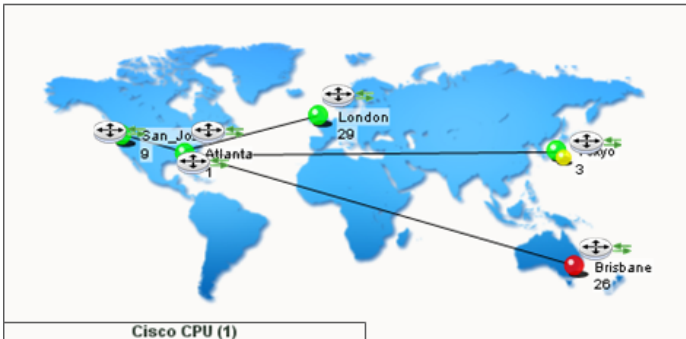 London
29
San_Jo
9
Atlanta
1
3
Brisbane
26
Cisco CPU (1)